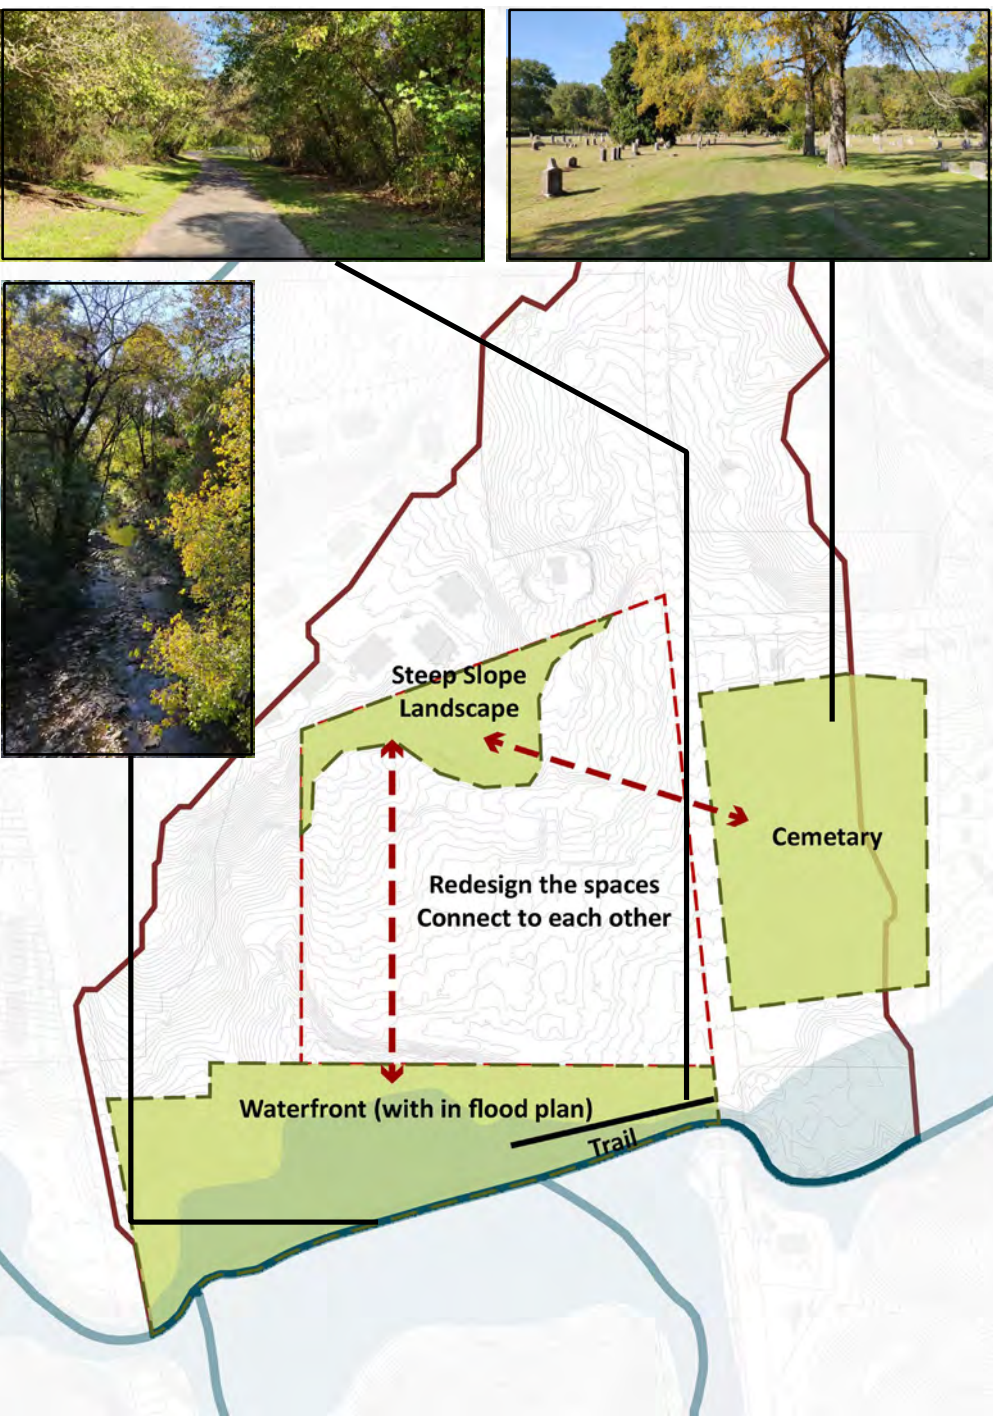 Steep Slope
Landscape
Cemetary
Redesign the spaces
Connect to each other
Waterfront (with in flood plan)
Trail